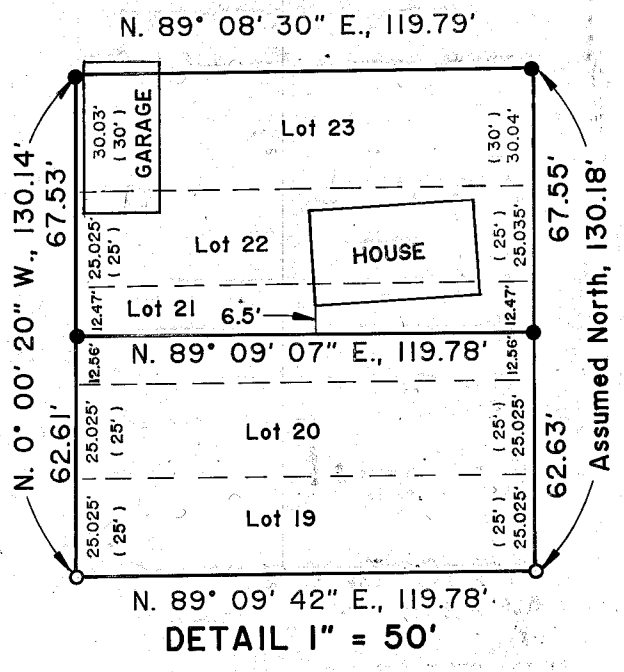 N. 89° 08' 30" E., 119.79'
N. 0° 00' 20" W., 130.14'
67.53'
30.03'
( 30' )
GARAGE
Lot 23
( 30' )
30.04'
67.55'
Assumed North, 130.18'
25.025'
( 25' )
Lot 22
HOUSE
( 25' )
25.035'
12.47'
Lot 21
6.5'
12.47'
N. 89° 09' 07" E., 119.78'
12.56'
12.56'
62.61'
25.025'
( 25' )
Lot 20
( 25' )
25.025'
62.63'
25.025'
( 25' )
Lot 19
( 25' )
25.025'
N. 89° 09' 42" E., 119.78'
DETAIL 1" = 50'